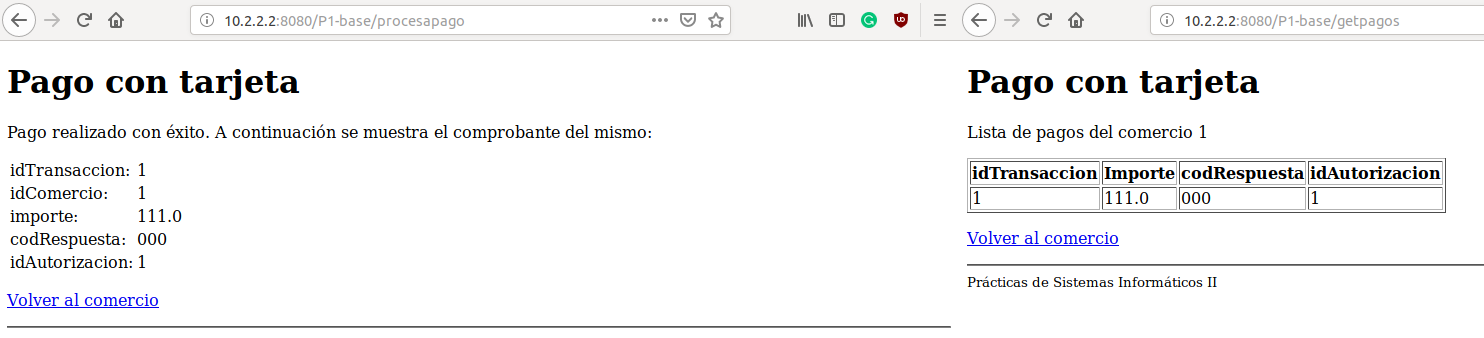 10.2.2.2:8080/P1-base/procesapago
Pago con tarjeta
Pago realizado con éxito. A continuación se muestra el comprobante del mismo:
idTransaccion: 1
idComercio: 1
importe: 111.0
codRespuesta: 000
idAutorizacion: 1
Volver al comercio
10.2.2.2:8080/P1-base/getpagos
Pago con tarjeta
Lista de pagos del comercio 1
idTransaccion Importe codRespuesta idAutorizacion
1 111.0 000 1
Volver al comercio
Prácticas de Sistemas Informáticos II